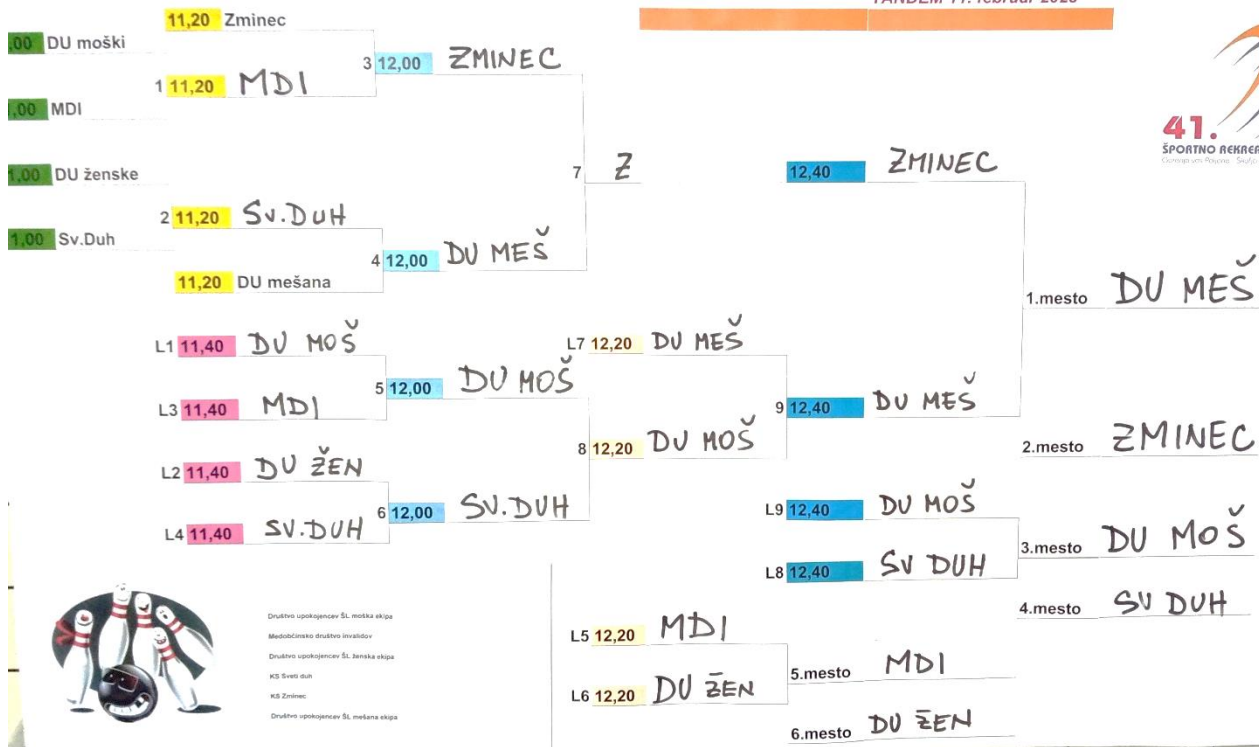 TANDEM
februar
11,20 Zminec
,00 DU moški
3 12,00 ZMINEC
1 11,20 MDI
,00 MDI
41.
ŠPORTNO REKREA
7 Z
12,40 ZMINEC
1,00 DU ženske
2 11,20 SV.DUH
1,00 Sv.Duh
4 12,00 DU MEŠ
11,20 DU mešana
1.mesto DU MEŠ
L1 11,40 DU MOŠ
L7 12,20 DU MEŠ
5 12,00 DU MOŠ
L3 11,40 MDI
9 12,40 DU MEŠ
8 12,20 DU MOŠ
2.mesto ZMINEC
L2 11,40 DU ŽEN
6 12,00 SV.DUH
L9 12,40 DU MOŠ
L4 11,40 SV.DUH
3.mesto DU MOŠ
L8 12,40 SV DUH
4.mesto SV DUH
Društvo upokojencev ŠL moška ekipa
Medobčinsko društvo invalidov
Društvo upokojencev ŠL ženska ekipa
KS Sveti duh
KS Zminec
Društvo upokojencev ŠL mešana ekipa
L5 12,20 MDI
5.mesto MDI
L6 12,20 DU ŽEN
6.mesto DU ŽEN